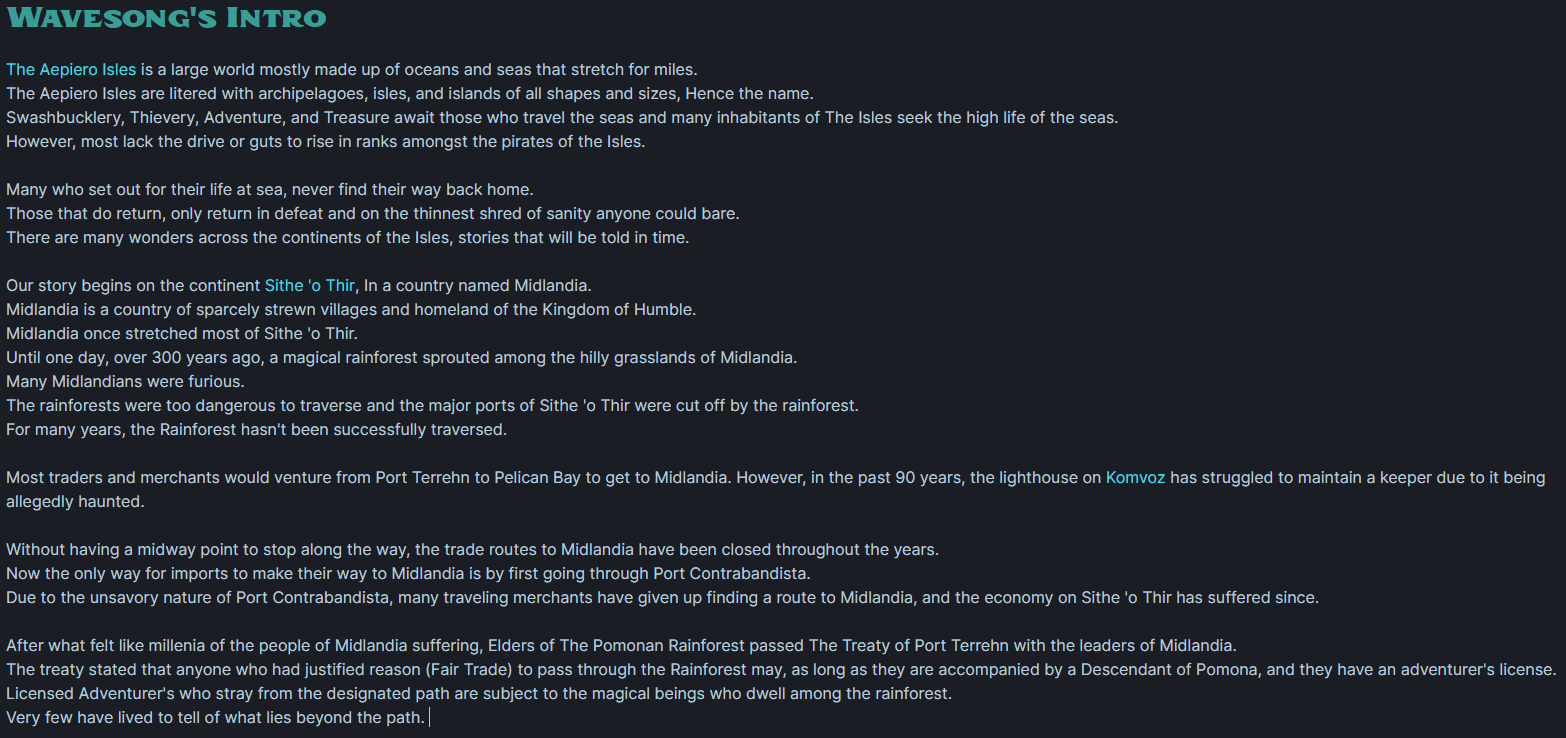 Wavesong's Intro
The Aepiero Isles is a large world mostly made up of oceans and seas that stretch for miles.
The Aepiero Isles are litered with archipelagoes, isles, and islands of all shapes and sizes, Hence the name.
Swashbucklery, Thievery, Adventure, and Treasure await those who travel the seas and many inhabitants of The Isles seek the high life of the seas.
However, most lack the drive or guts to rise in ranks amongst the pirates of the Isles.
Many who set out for their life at sea, never find their way back home.
Those that do return, only return in defeat and on the thinnest shred of sanity anyone could bare.
There are many wonders across the continents of the Isles, stories that will be told in time.
Our story begins on the continent Sithe 'o Thir, In a country named Midlandia.
Midlandia is a country of sparcely strewn villages and homeland of the Kingdom of Humble.
Midlandia once stretched most of Sithe 'o Thir.
Until one day, over 300 years ago, a magical rainforest sprouted among the hilly grasslands of Midlandia.
Many Midlandians were furious.
The rainforests were too dangerous to traverse and the major ports of Sithe 'o Thir were cut off by the rainforest.
For many years, the Rainforest hasn't been successfully traversed.
Most traders and merchants would venture from Port Terrehn to Pelican Bay to get to Midlandia. However, in the past 90 years, the lighthouse on Komvoz has struggled to maintain a keeper due to it being
allegedly haunted.
Without having a midway point to stop along the way, the trade routes to Midlandia have been closed throughout the years.
Now the only way for imports to make their way to Midlandia is by first going through Port Contrabandista.
Due to the unsavory nature of Port Contrabandista, many traveling merchants have given up finding a route to Midlandia, and the economy on Sithe 'o Thir has suffered since.
After what felt like millenia of the people of Midlandia suffering, Elders of The Pomonan Rainforest passed The Treaty of Port Terrehn with the leaders of Midlandia.
The treaty stated that anyone who had justified reason (Fair Trade) to pass through the Rainforest may, as long as they are accompanied by a Descendant of Pomona, and they have an adventurer's license.
Licensed Adventurer's who stray from the designated path are subject to the magical beings who dwell among the rainforest.
Very few have lived to tell of what lies beyond the path.